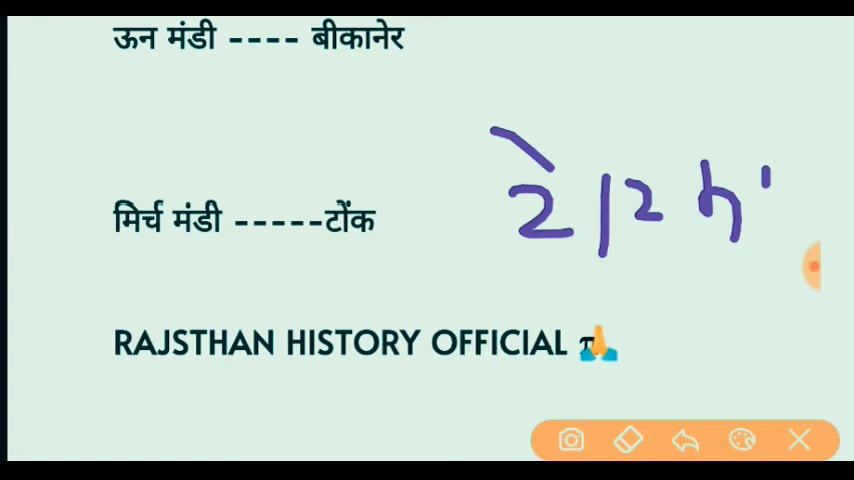 ऊन मंडी ---- बीकानेर
मिर्च मंडी -----टोंक
RAJSTHAN HISTORY OFFICIAL